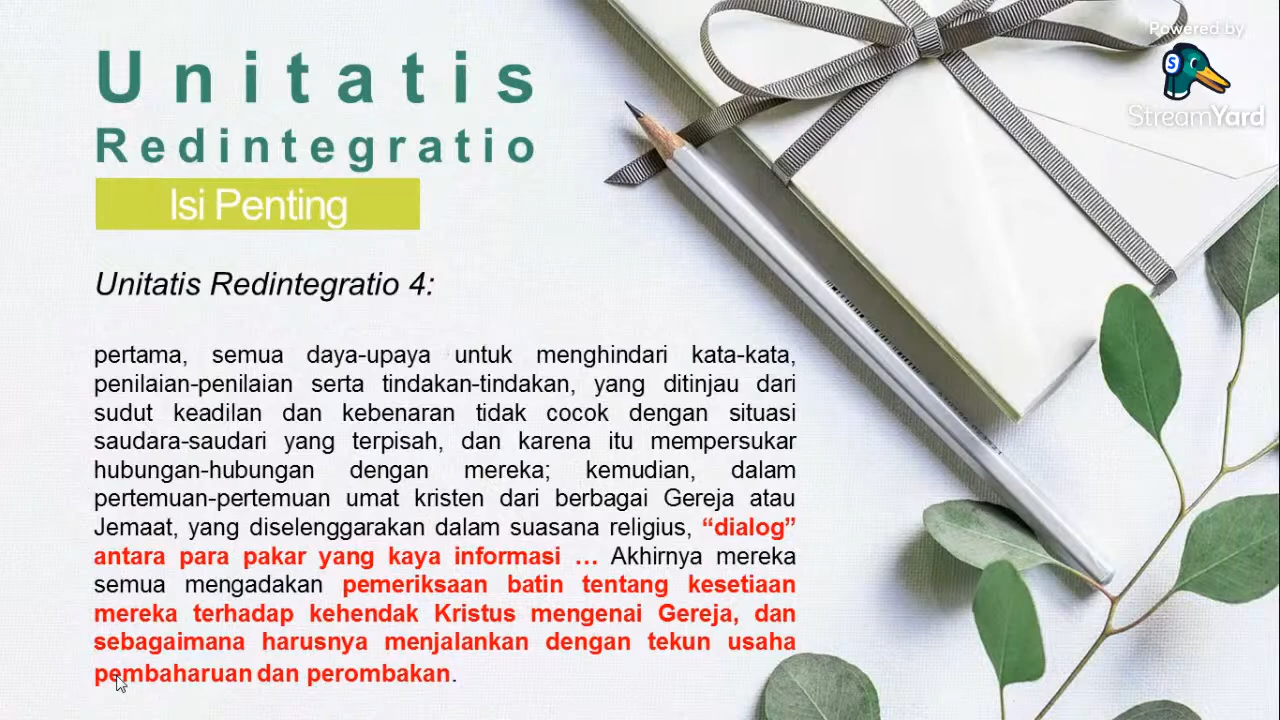 Unitatis
Redintegratio
Isi Penting
Unitatis Redintegratio 4:
pertama, semua daya-upaya untuk menghindari kata-kata,
penilaian-penilaian serta tindakan-tindakan, yang ditinjau dari
sudut keadilan dan kebenaran tidak cocok dengan situasi
saudara-saudari yang terpisah, dan karena itu mempersukar
hubungan-hubungan dengan mereka; kemudian, dalam
pertemuan-pertemuan umat kristen dari berbagai Gereja atau
Jemaat, yang diselenggarakan dalam suasana religius, “dialog”
antara para pakar yang kaya informasi … Akhirnya mereka
semua mengadakan pemeriksaan batin tentang kesetiaan
mereka terhadap kehendak Kristus mengenai Gereja, dan
sebagaimana harusnya menjalankan dengan tekun usaha
pembaharuan dan perombakan.
Powered by
S
StreamYard